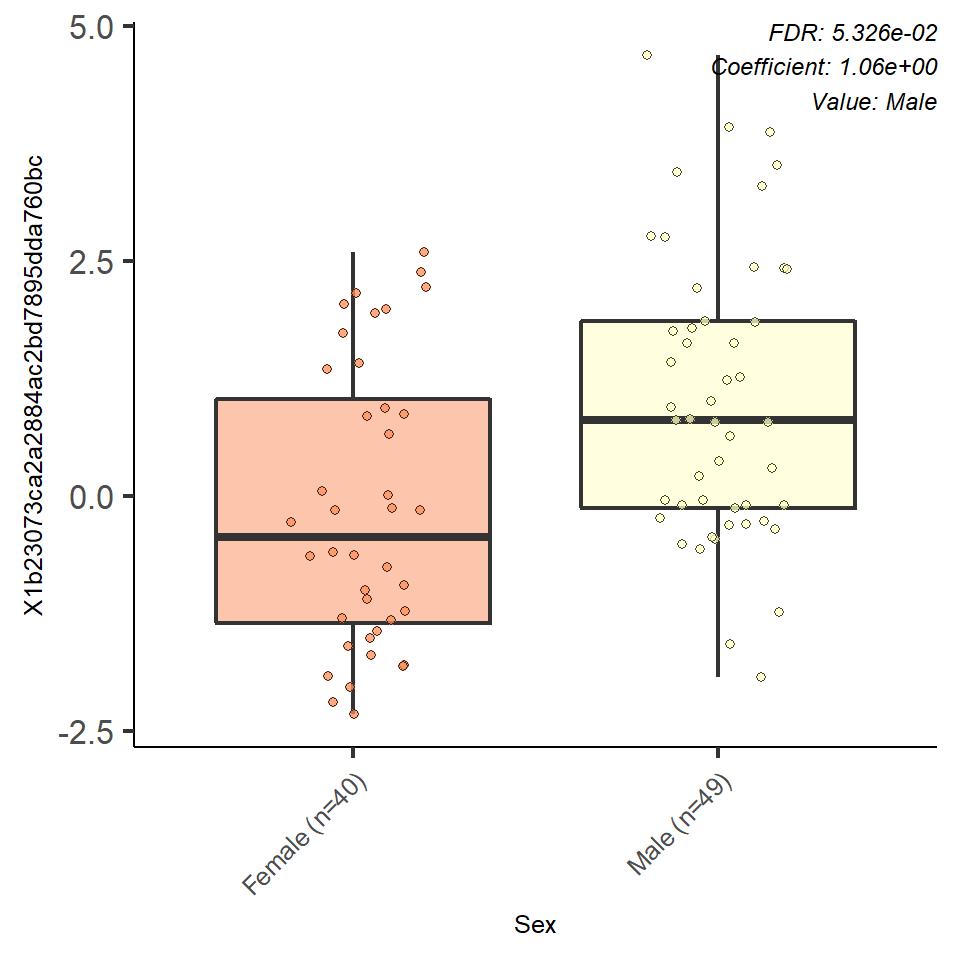 5.0
2.5
0.0
-2.5
X1b23073ca2a2884ac2bd7895dda760bc
FDR: 5.326e-02
Coefficient: 1.06e+00
Value: Male
Female (n=40)
Male (n=49)
Sex